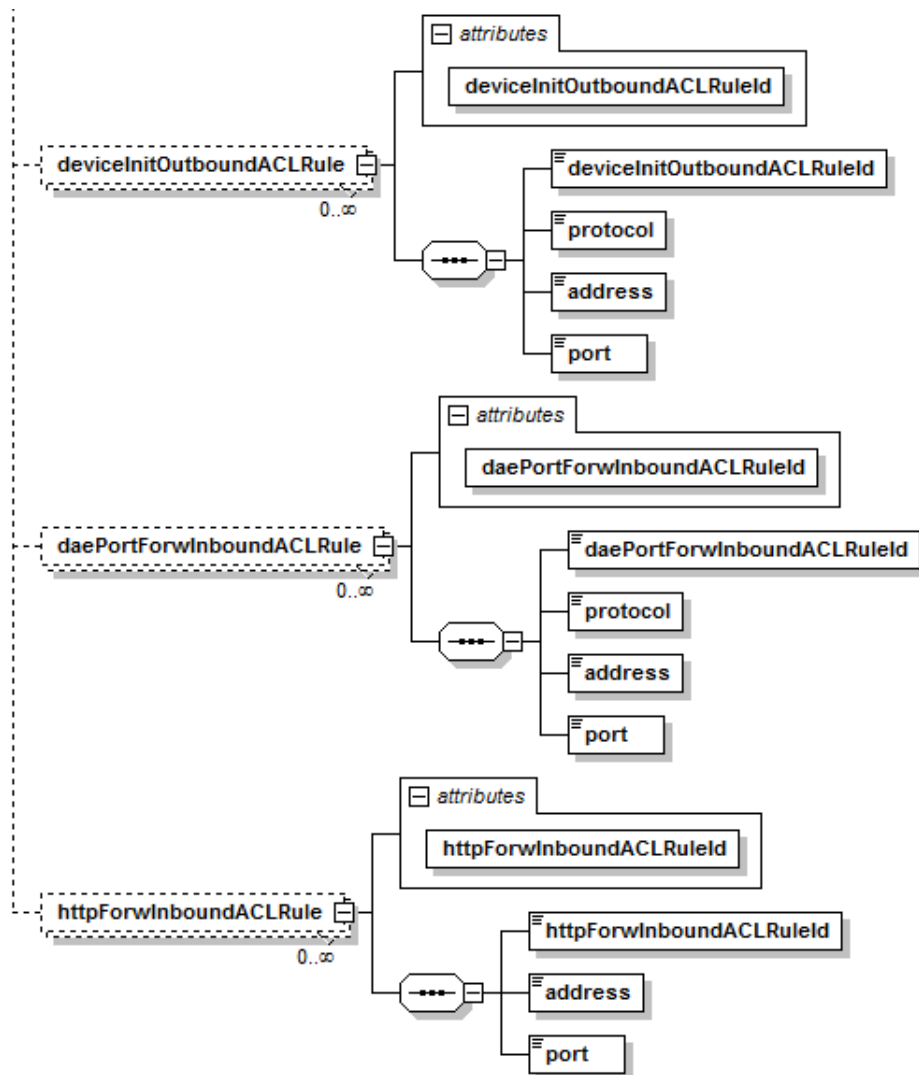 attributes
deviceInitOutboundACLRuleId
deviceInitOutboundACLRule
0..∞
deviceInitOutboundACLRuleId
protocol
address
port
attributes
daePortForwInboundACLRuleId
daePortForwInboundACLRule
0..∞
daePortForwInboundACLRuleId
protocol
address
port
attributes
httpForwInboundACLRuleId
httpForwInboundACLRule
0..∞
httpForwInboundACLRuleId
address
port